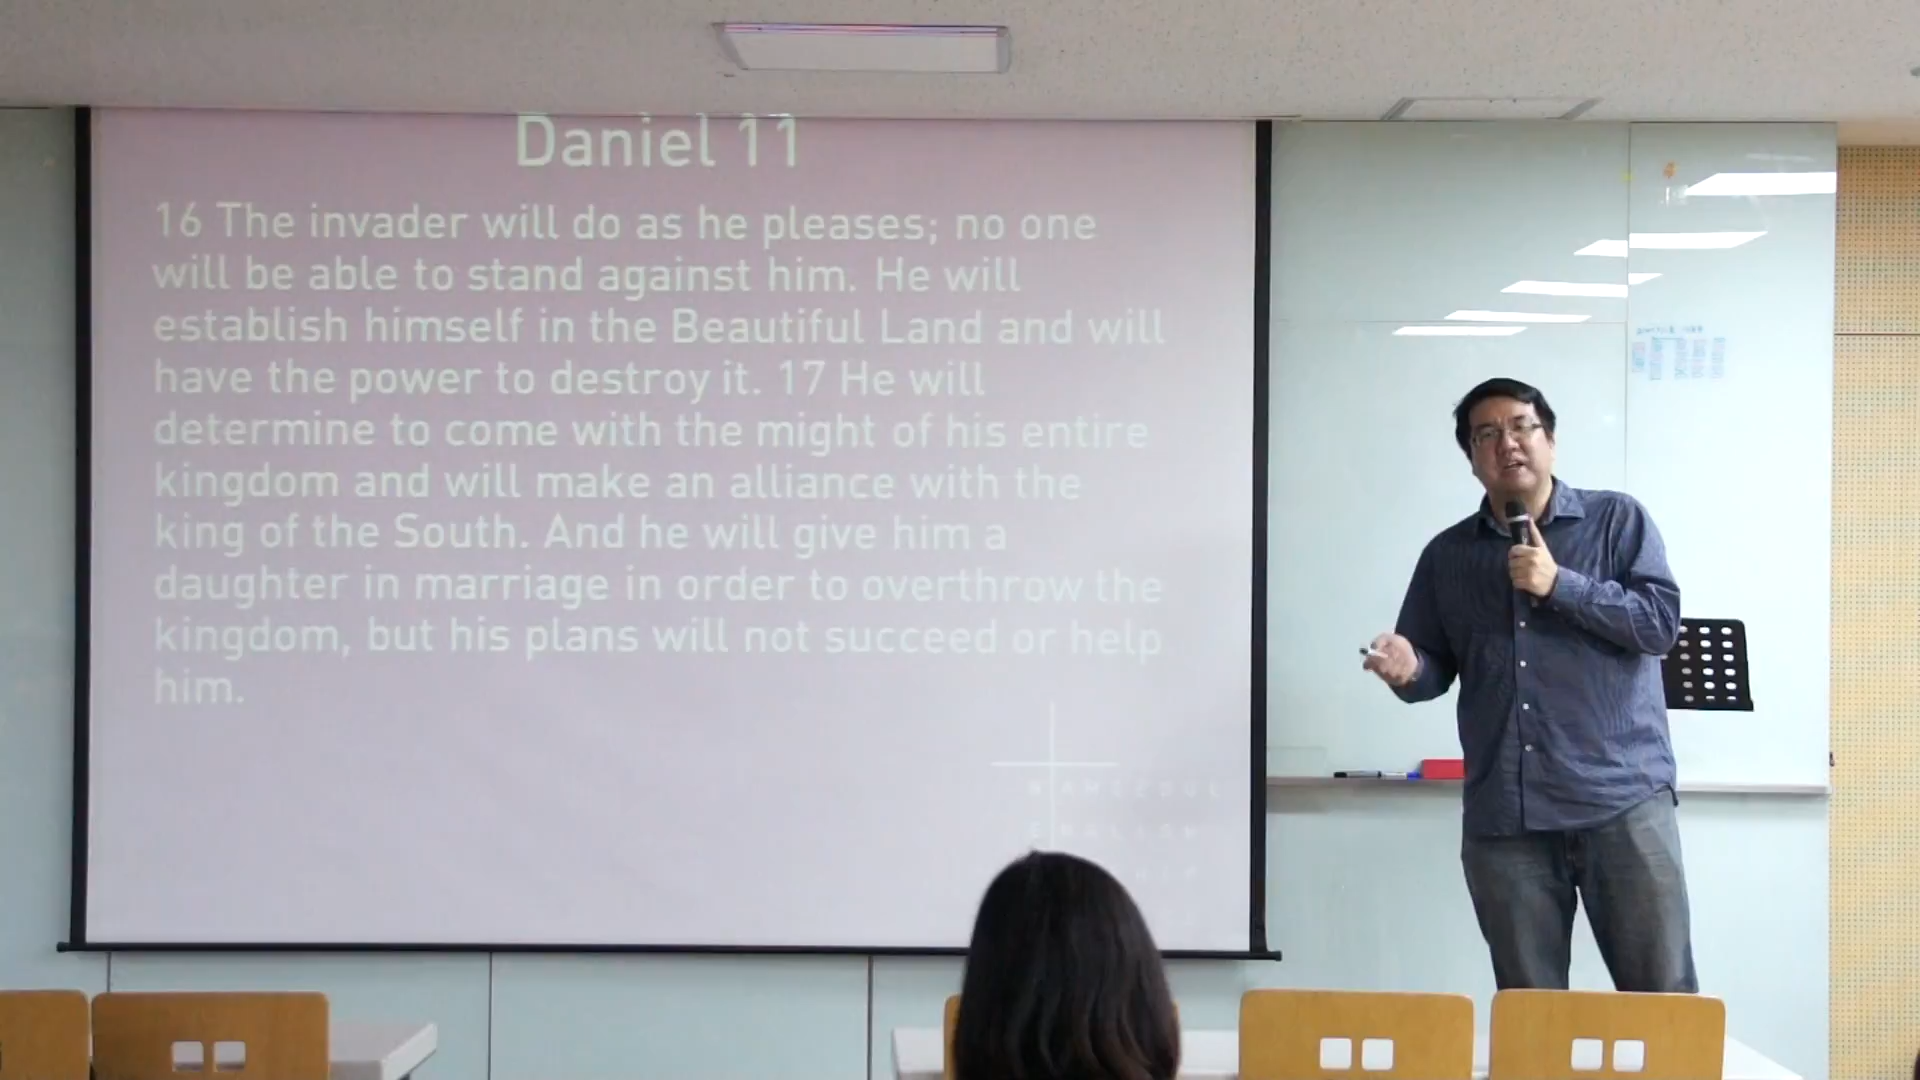 Daniel 11
16 The invader will do as he pleases; no one
will be able to stand against him. He will
establish himself in the Beautiful Land and will
have the power to destroy it. 17 He will
determine to come with the might of his entire
kingdom and will make an alliance with the
king of the South. And he will give him a
daughter in marriage in order to overthrow the
kingdom, but his plans will not succeed or help
him.
ENGLISH